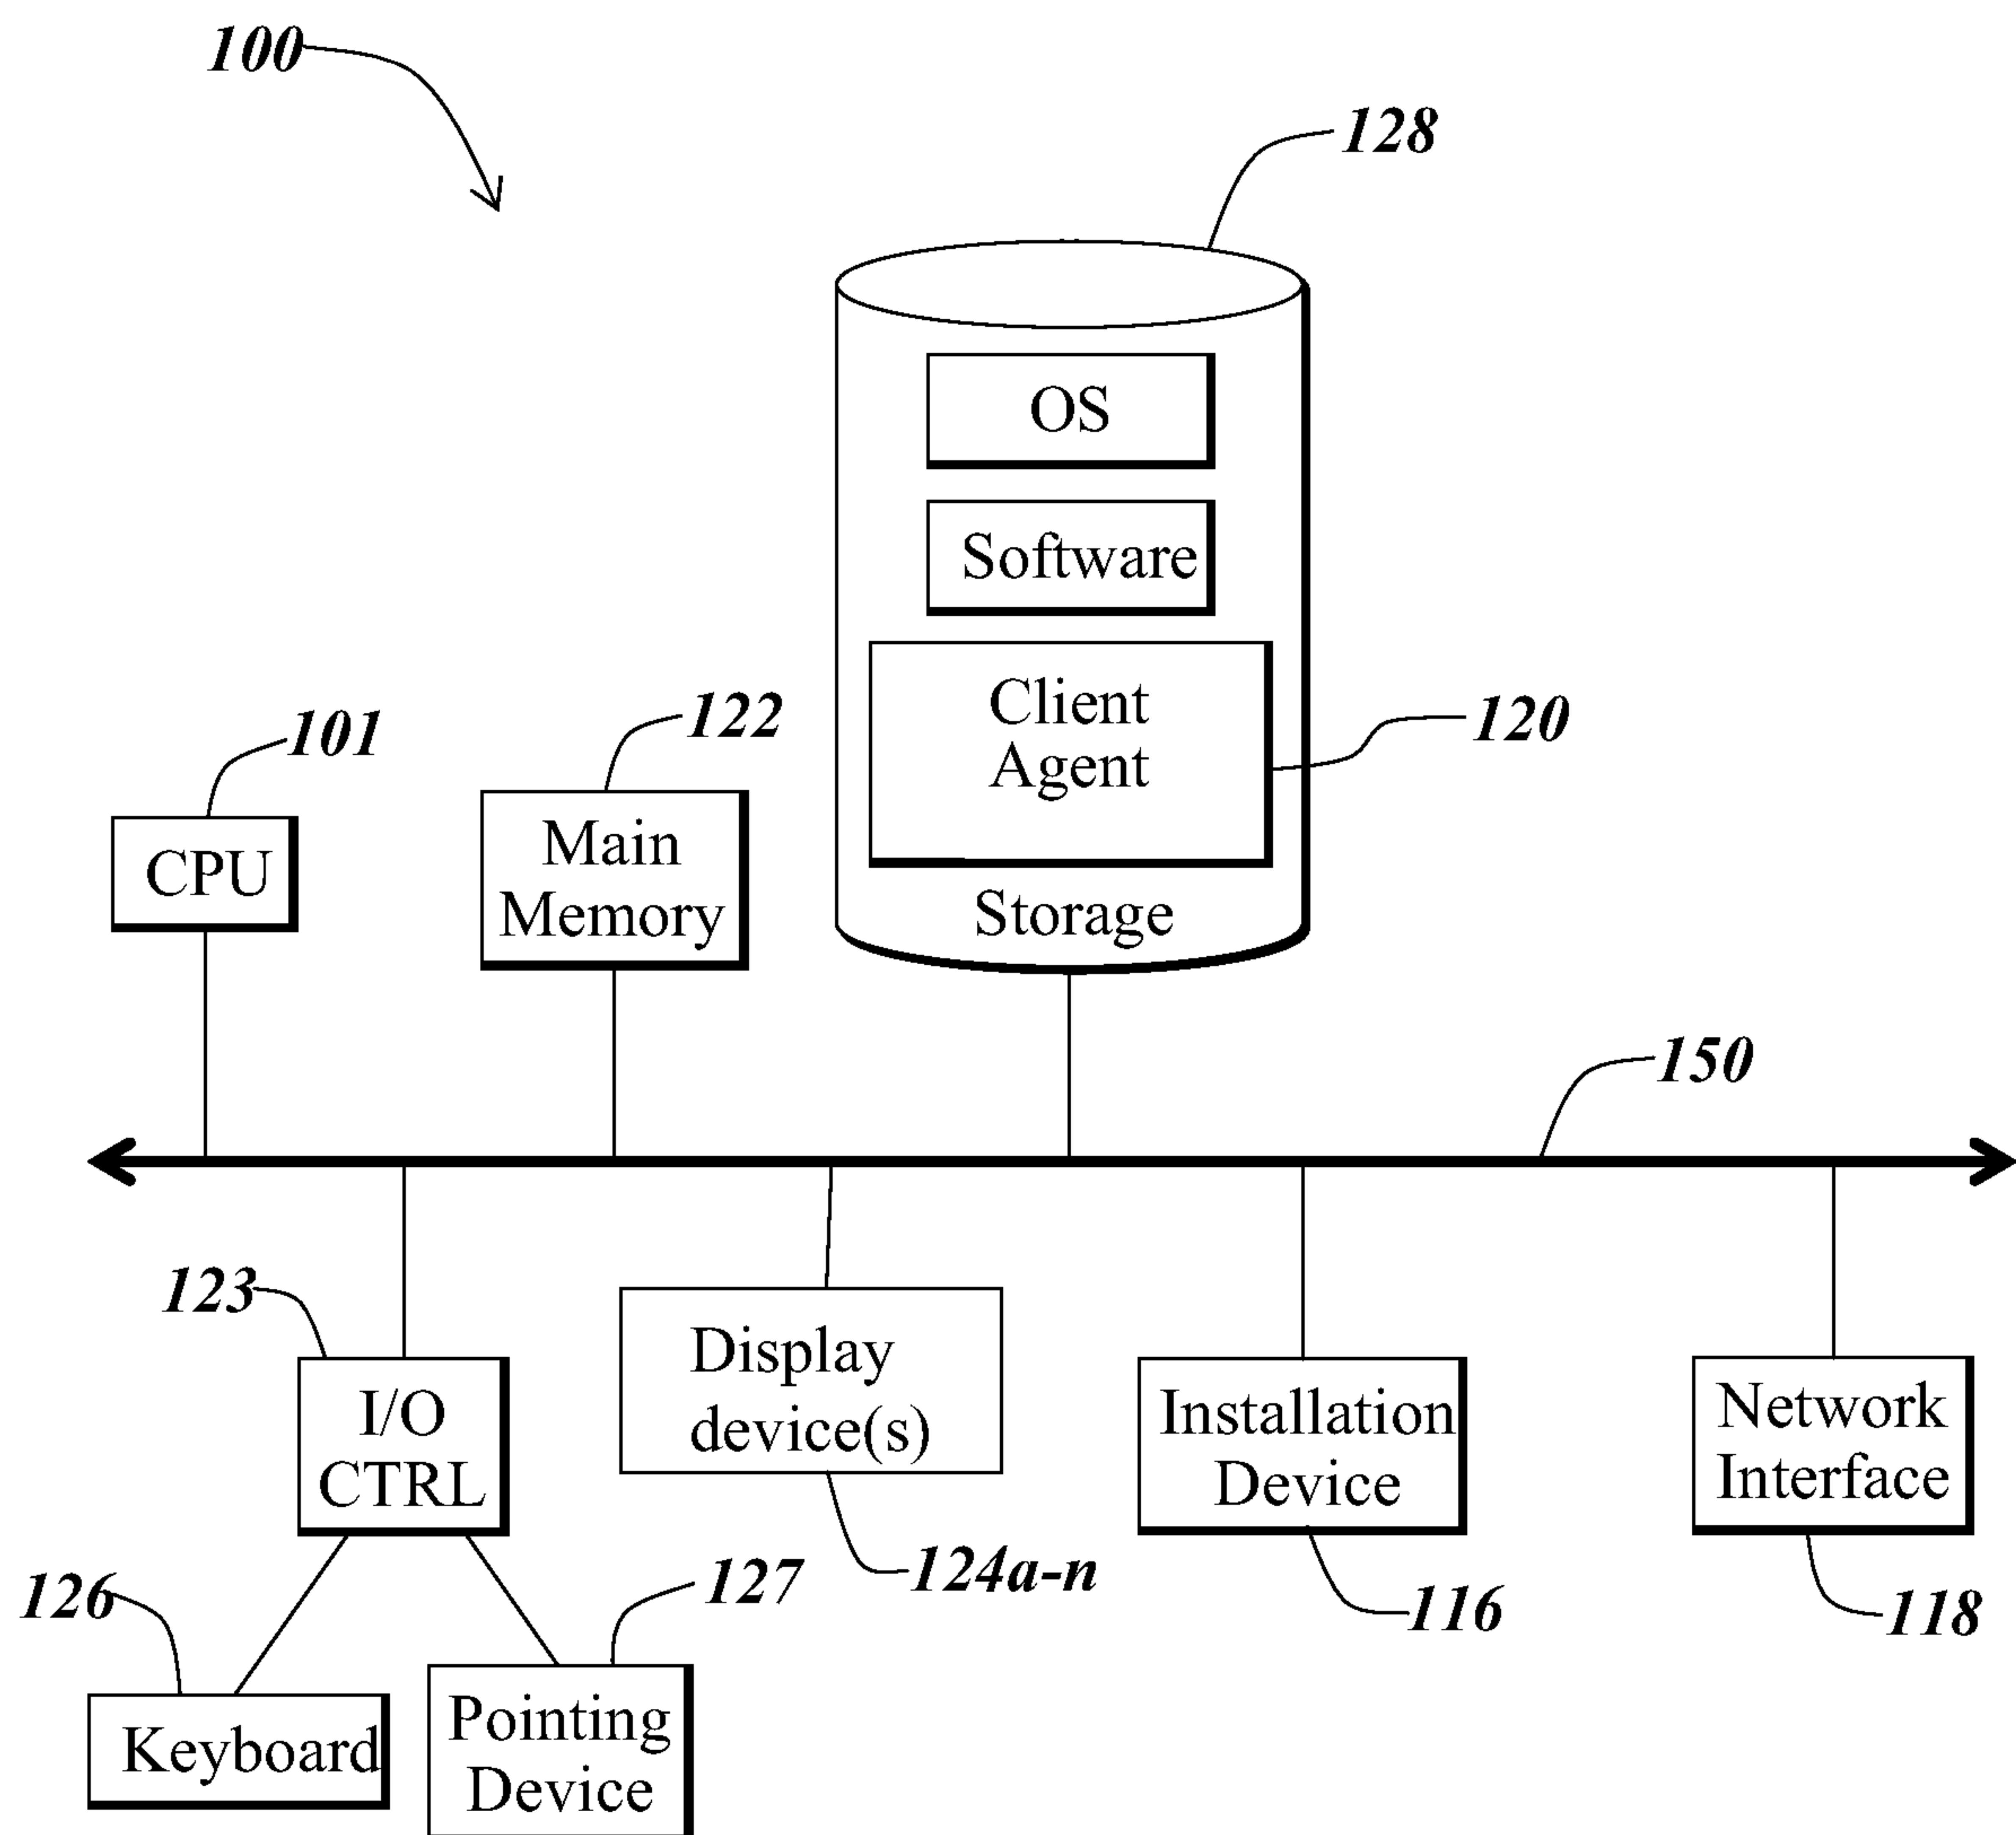 100
128
OS
Software
Client
Agent
120
Storage
101
122
CPU
Main
Memory
150
123
I/O
CTRL
Display
device(s)
Installation
Device
Network
Interface
126
127
124a-n
116
118
Keyboard
Pointing
Device